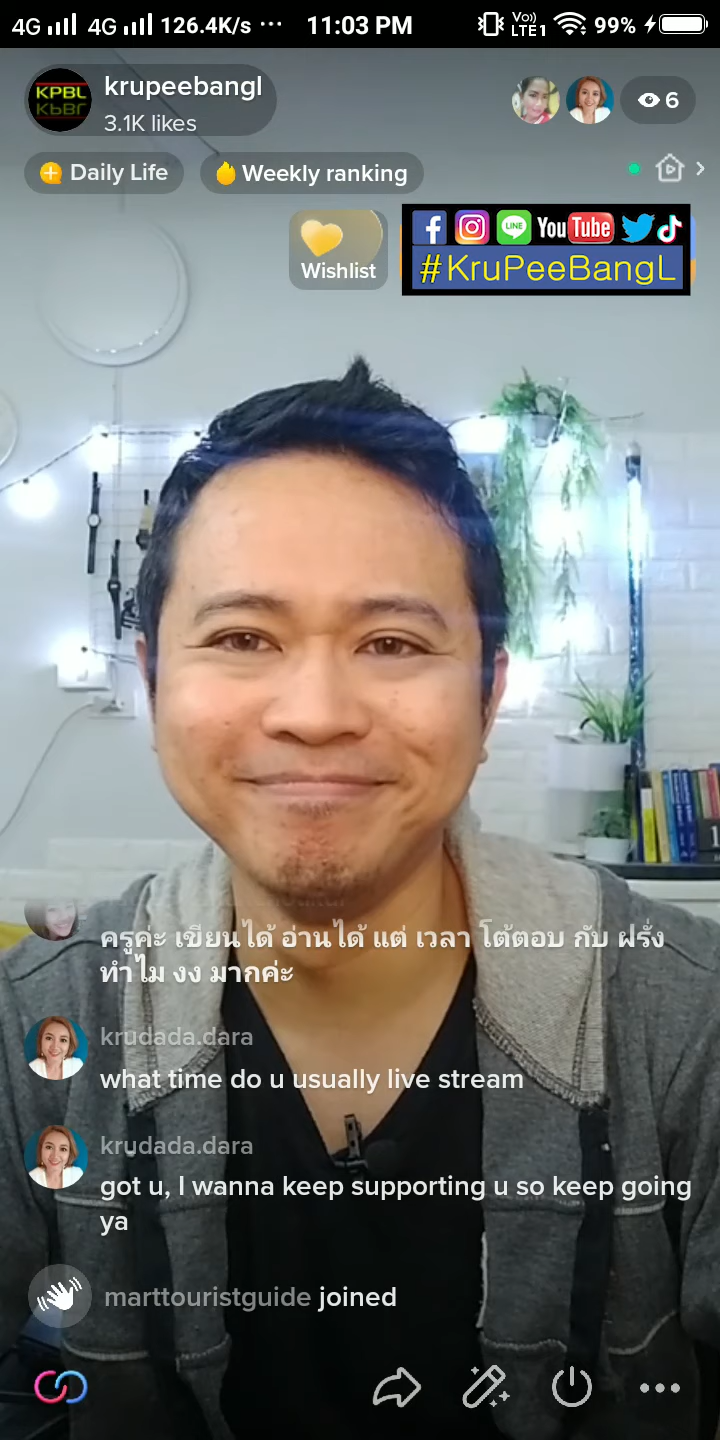 4G 4G 126.4K/s ... 11:03 PM Vo)) LTE1 99%
KPBL krupeebangl
3.1K likes
6
Daily Life Weekly ranking
Wishlist
f LINE YouTube
#KruPeeBangL
ครูค่ะ เขียนได้ อ่านได้ แต่ เวลา โต้ตอบ กับ ฝรั่ง
ทำไม งง มากค่ะ
krudada.dara
what time do u usually live stream
krudada.dara
got u, I wanna keep supporting u so keep going
ya
marttouristguide joined